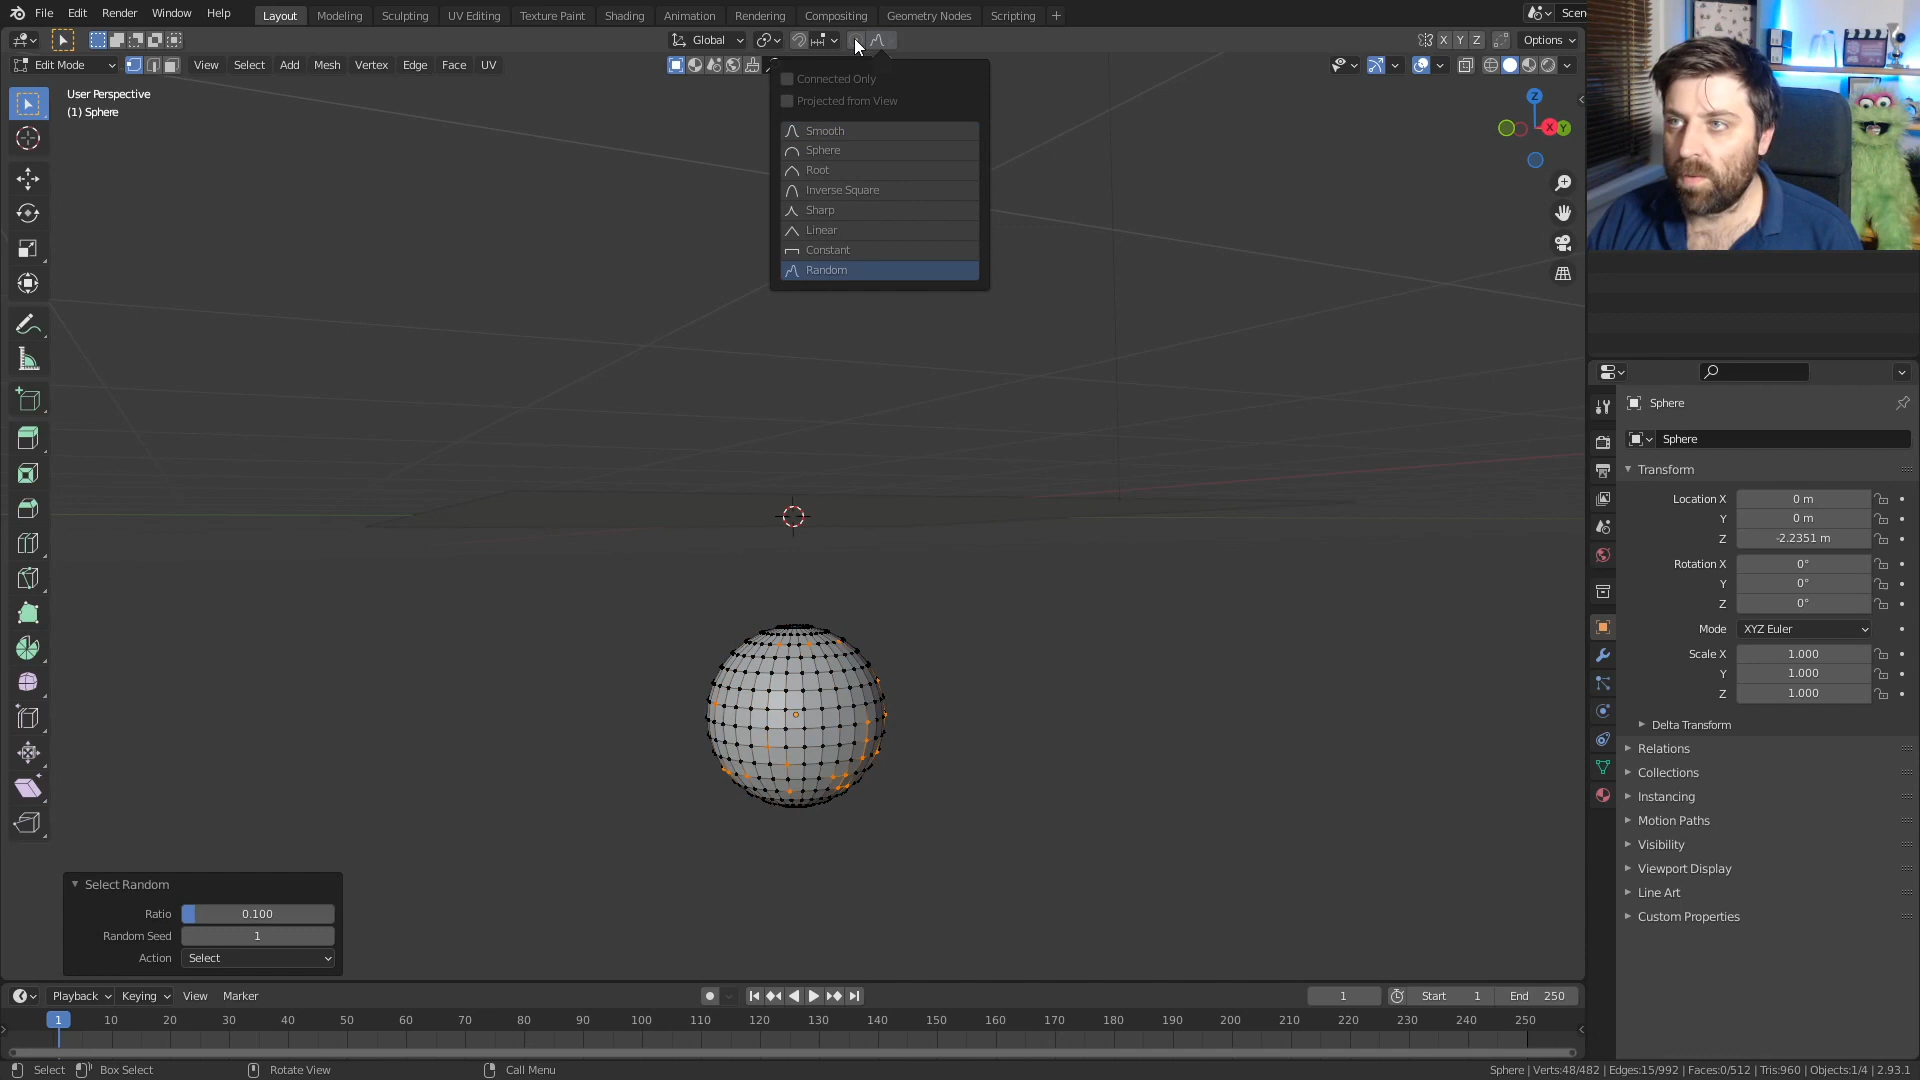 File Edit Render Window Help Layout Modeling Sculpting UV Editing Texture Paint Shading Animation Rendering Compositing Geometry Nodes Scripting + Scen
Global X Y Z Options
Edit Mode View Select Add Mesh Vertex Edge Face UV
User Perspective
(1) Sphere
Connected Only
Projected from View
Smooth
Sphere
Root
Inverse Square
Sharp
Linear
Constant
Random
Z
X
Y
Sphere
Sphere
Transform
Location X 0 m
Y 0 m
Z -2.2351 m
Rotation X 0°
Y 0°
Z 0°
Mode XYZ Euler
Scale X 1.000
Y 1.000
Z 1.000
Delta Transform
Relations
Collections
Instancing
Motion Paths
Visibility
Viewport Display
Line Art
Custom Properties
Select Random
Ratio 0.100
Random Seed 1
Action Select
Playback Keying View Marker 1 Start 1 End 250
1 10 20 30 40 50 60 70 80 90 100 110 120 130 140 150 160 170 180 190 200 210 220 230 240 250
Select Box Select Rotate View Call Menu Sphere | Verts:48/482 | Edges:15/992 | Faces:0/512 | Tris:960 | Objects:1/4 | 2.93.1